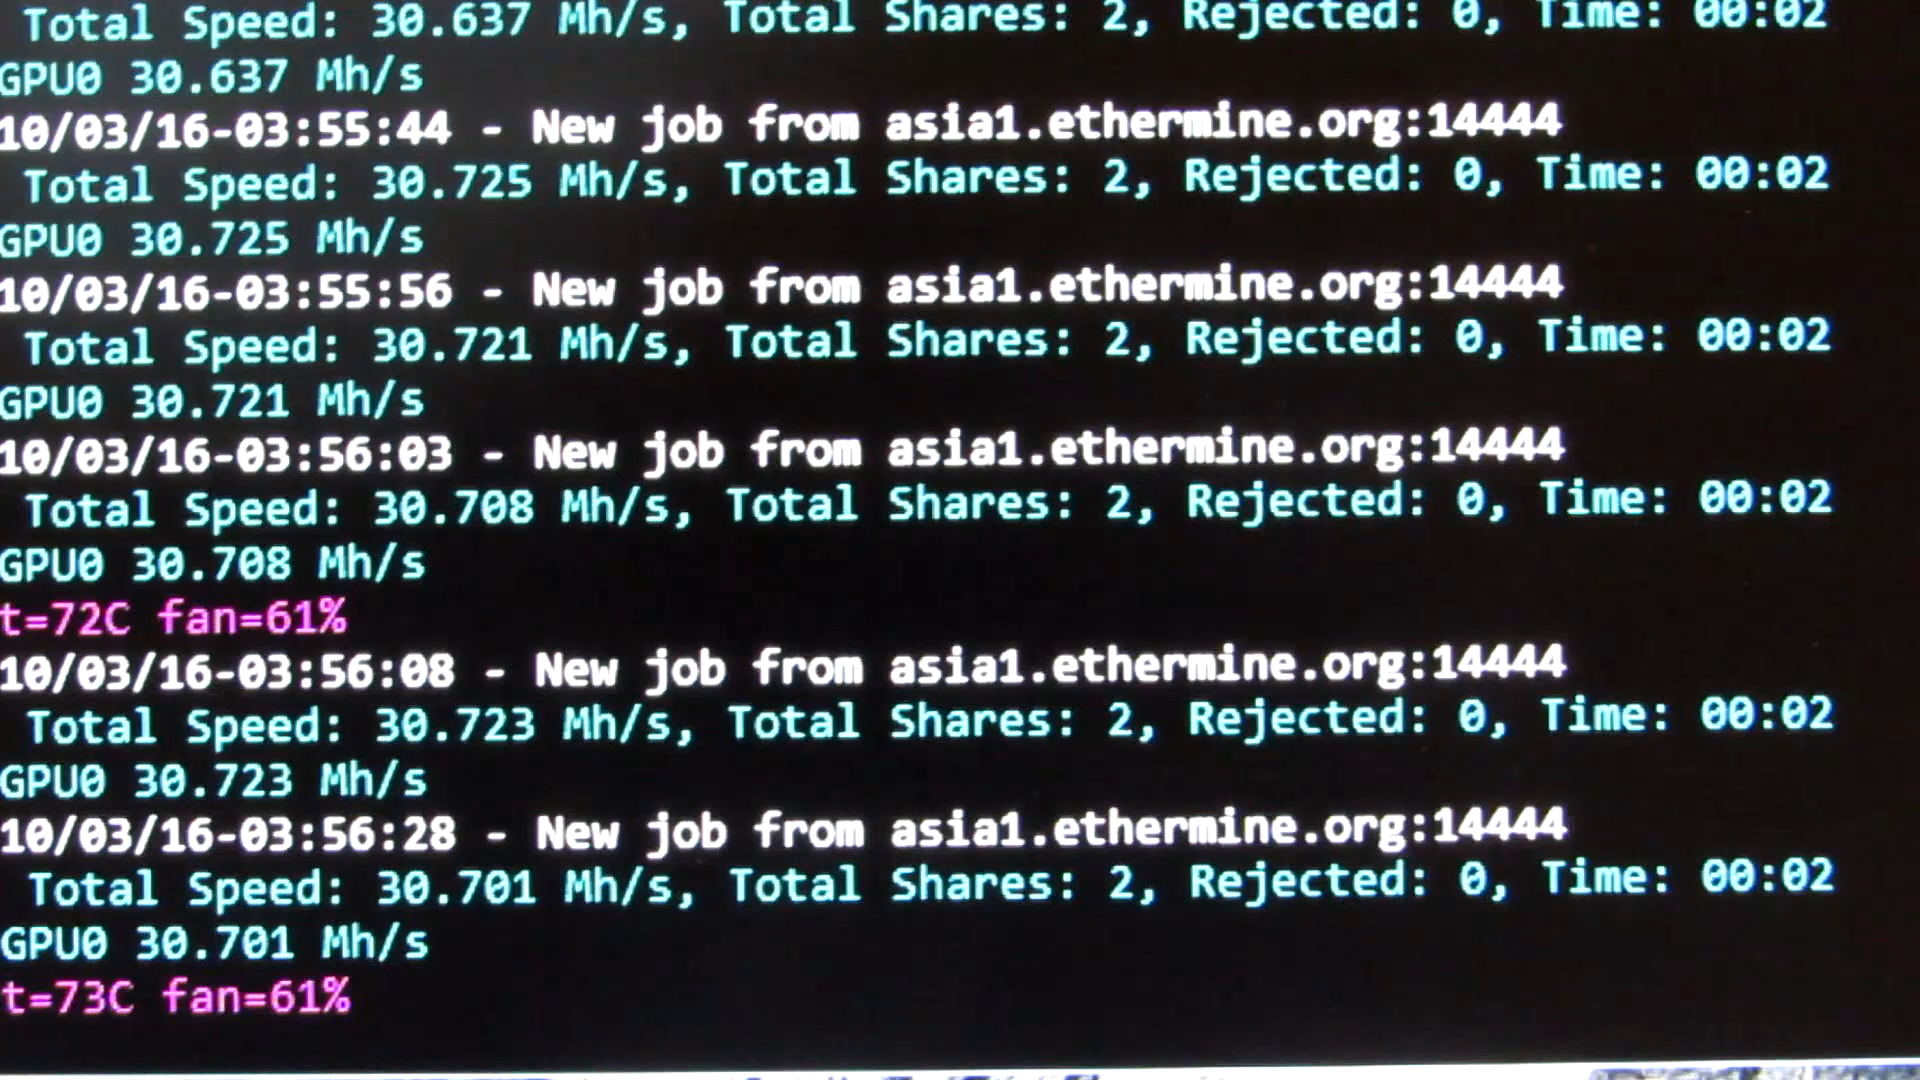 Total Speed: 30.637 Mh/s, Total Shares: 2, Rejected: 0, Time: 00:02
GPU0 30.637 Mh/s
10/03/16-03:55:44 - New job from asia1.ethermine.org:14444
Total Speed: 30.725 Mh/s, Total Shares: 2, Rejected: 0, Time: 00:02
GPU0 30.725 Mh/s
10/03/16-03:55:56 - New job from asia1.ethermine.org:14444
Total Speed: 30.721 Mh/s, Total Shares: 2, Rejected: 0, Time: 00:02
GPU0 30.721 Mh/s
10/03/16-03:56:03 - New job from asia1.ethermine.org:14444
Total Speed: 30.708 Mh/s, Total Shares: 2, Rejected: 0, Time: 00:02
GPU0 30.708 Mh/s
t=72C fan=61%
10/03/16-03:56:08 - New job from asia1.ethermine.org:14444
Total Speed: 30.723 Mh/s, Total Shares: 2, Rejected: 0, Time: 00:02
GPU0 30.723 Mh/s
10/03/16-03:56:28 - New job from asia1.ethermine.org:14444
Total Speed: 30.701 Mh/s, Total Shares: 2, Rejected: 0, Time: 00:02
GPU0 30.701 Mh/s
t=73C fan=61%